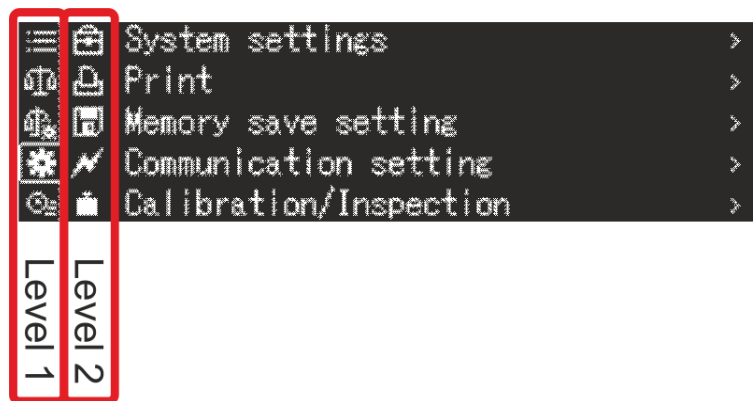 System settings >
Print >
Memory save setting >
Communication setting >
Calibration/Inspection >
Level 1
Level 2